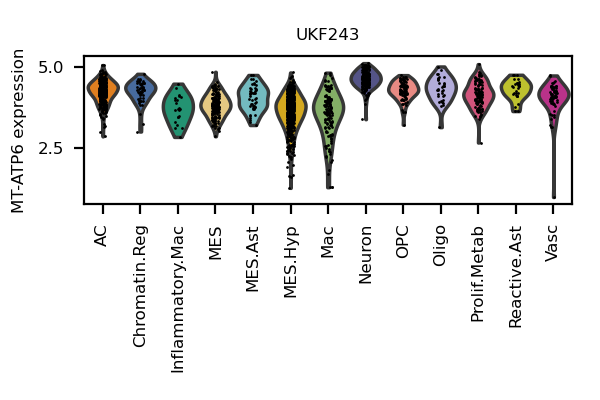 UKF243
MT-ATP6 expression
5.0
2.5
AC
Chromatin.Reg
Inflammatory.Mac
MES
MES.Ast
MES.Hyp
Mac
Neuron
OPC
Oligo
Prolif.Metab
Reactive.Ast
Vasc